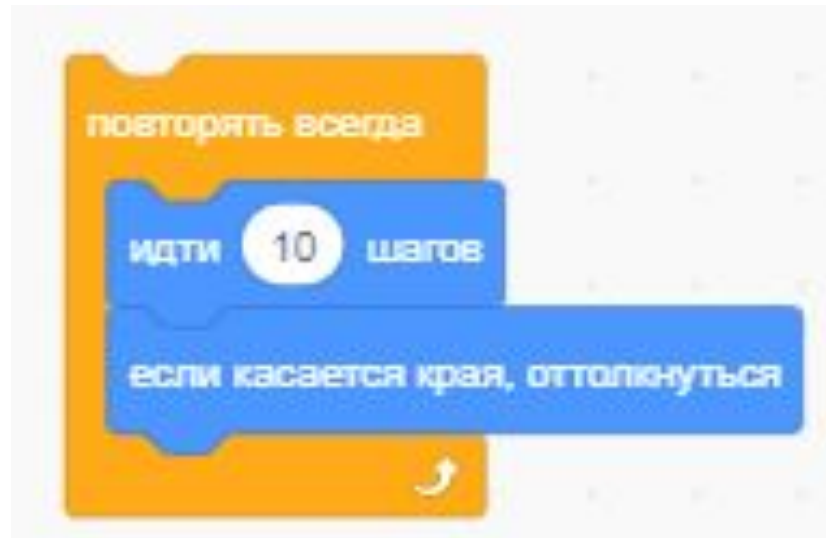 повторять всегда
идти 10 шагов
если касается края, оттолкнуться